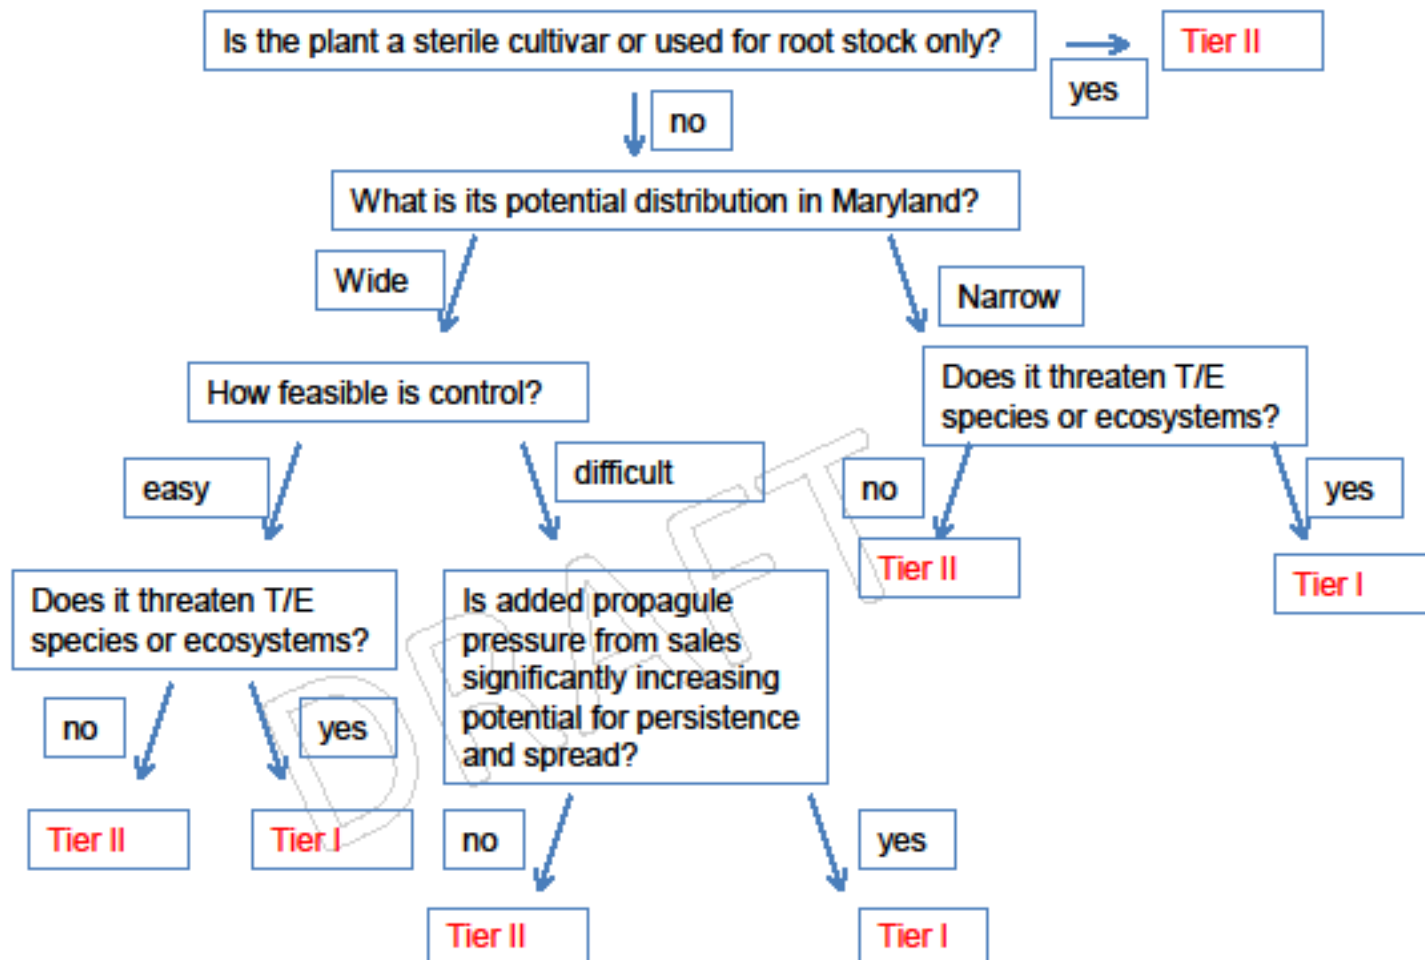 Is the plant a sterile cultivar or used for root stock only?
Tier II
yes
no
What is its potential distribution in Maryland?
Wide
Narrow
How feasible is control?
Does it threaten T/E
species or ecosystems?
easy
difficult
no
yes
Tier II
Tier I
Does it threaten T/E
species or ecosystems?
Is added propagule
pressure from sales
significantly increasing
potential for persistence
and spread?
no
yes
Tier II
Tier I
no
yes
Tier II
Tier I
DRAFT